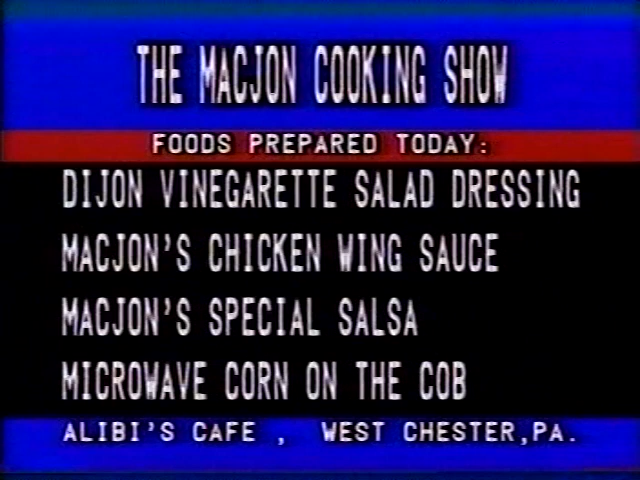 THE MACJON COOKING SHOW
FOODS PREPARED TODAY:
DIJON VINEGARETTE SALAD DRESSING
MACJON'S CHICKEN WING SAUCE
MACJON'S SPECIAL SALSA
MICROWAVE CORN ON THE COB
ALIBI'S CAFE , WEST CHESTER,PA.